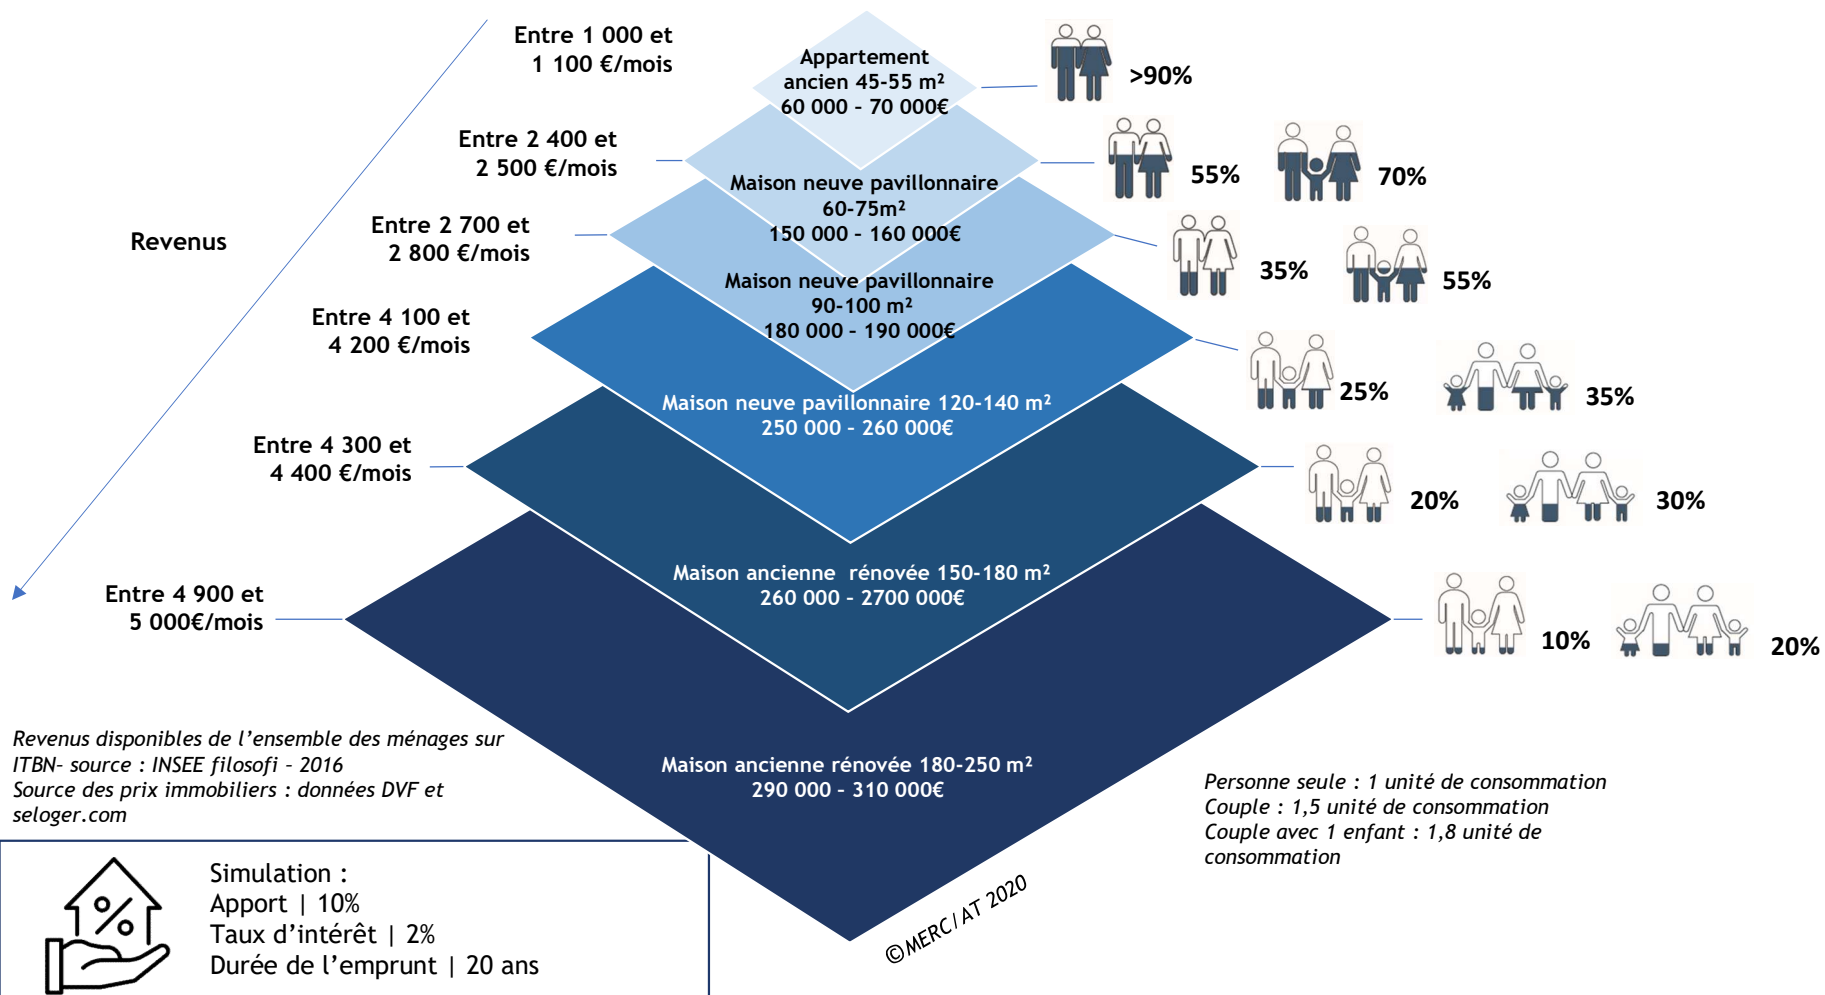 Entre 1 000 et
1 100 €/mois
Appartement
ancien 45-55 m²
60 000 - 70 000€
>90%
Entre 2 400 et
2 500 €/mois
Maison neuve pavillonnaire
60-75m²
150 000 - 160 000€
55%
70%
Revenus
Entre 2 700 et
2 800 €/mois
Maison neuve pavillonnaire
90-100 m²
180 000 - 190 000€
35%
55%
Entre 4 100 et
4 200 €/mois
Maison neuve pavillonnaire 120-140 m²
250 000 - 260 000€
25%
35%
Entre 4 300 et
4 400 €/mois
Maison ancienne rénovée 150-180 m²
260 000 - 2700 000€
20%
30%
Entre 4 900 et
5 000€/mois
Maison ancienne rénovée 180-250 m²
290 000 - 310 000€
10%
20%
Revenus disponibles de l'ensemble des ménages sur
ITBN- source : INSEE filosofi - 2016
Source des prix immobiliers : données DVF et
seloger.com
Personne seule : 1 unité de consommation
Couple : 1,5 unité de consommation
Couple avec 1 enfant : 1,8 unité de
consommation
Simulation :
Apport | 10%
Taux d'intérêt | 2%
Durée de l'emprunt | 20 ans
©MERC/AT 2020